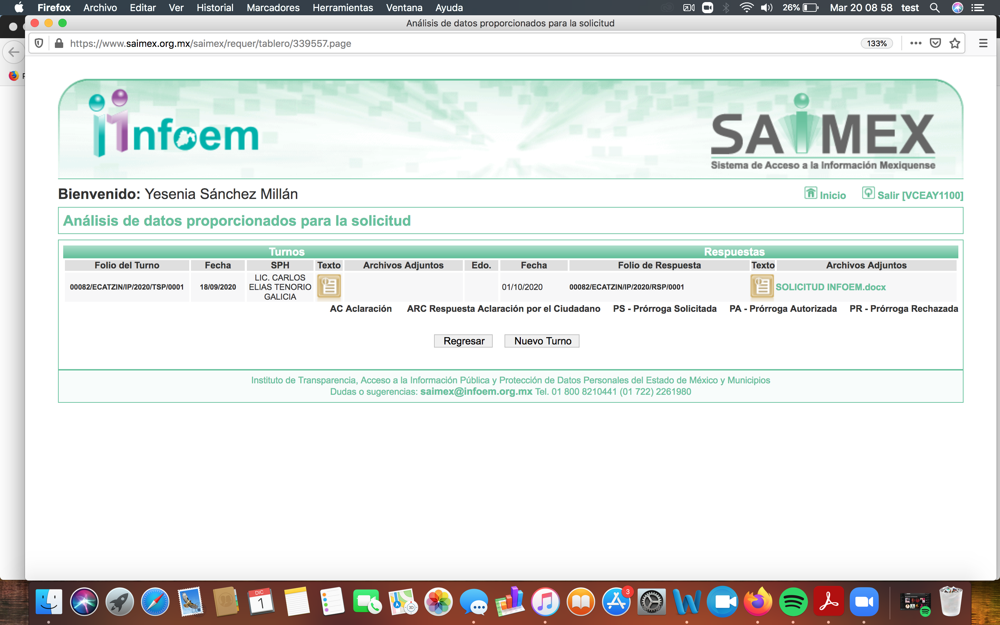 Firefox Archivo Editar Ver Historial Marcadores Herramientas Ventana Ayuda 26% Mar 20 08 58 test
Análisis de datos proporcionados para la solicitud
https://www.saimex.org.mx/saimex/requer/tablero/339557.page 133%
infoem
SAiMEX
Sistema de Acceso a la Información Mexiquense
Bienvenido: Yesenia Sánchez Millán Inicio Salir [VCEAY1100]
Análisis de datos proporcionados para la solicitud
Turnos Respuestas
Folio del Turno Fecha SPH Texto Archivos Adjuntos Edo. Fecha Folio de Respuesta Texto Archivos Adjuntos
00082/ECATZIN/IP/2020/TSP/0001 18/09/2020 LIC. CARLOS ELIAS TENORIO GALICIA 01/10/2020 00082/ECATZIN/IP/2020/RSP/0001 SOLICITUD INFOEM.docx
AC Aclaración ARC Respuesta Aclaración por el Ciudadano PS - Prórroga Solicitada PA - Prórroga Autorizada PR - Prórroga Rechazada
Regresar Nuevo Turno
Instituto de Transparencia, Acceso a la Información Pública y Protección de Datos Personales del Estado de México y Municipios
Dudas o sugerencias: saimex@infoem.org.mx Tel. 01 800 8210441 (01 722) 2261980
DIC
1
3D
3